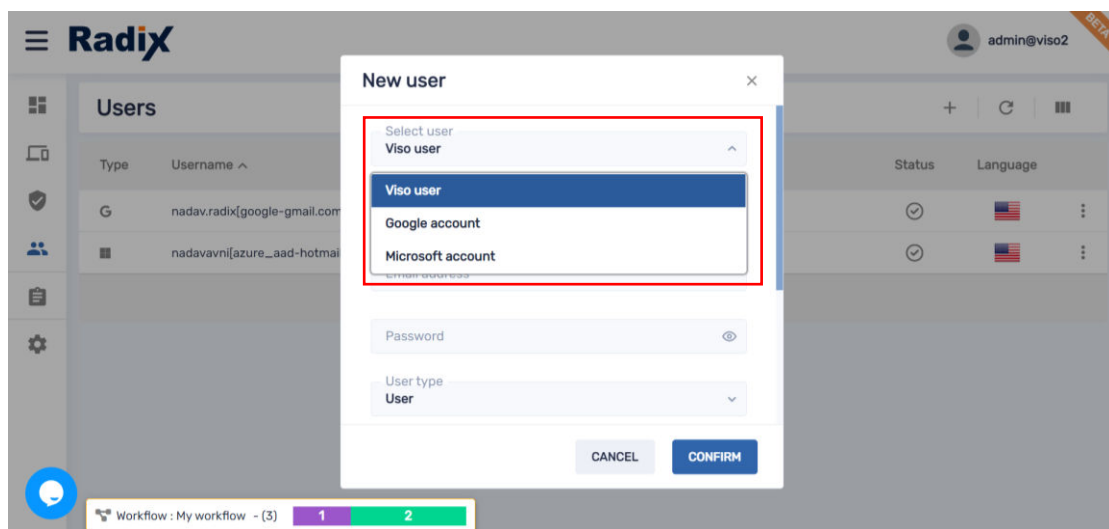 Radix
admin@viso2
BETA
New user
Users
Select user
Viso user
Type
Username
Status
Language
Viso user
Google account
Microsoft account
G
nadav.radix[google-gmail.com
nadavavni[azure_aad-hotmai
Email address
Password
User type
User
CANCEL
CONFIRM
Workflow : My workflow - (3)
1
2